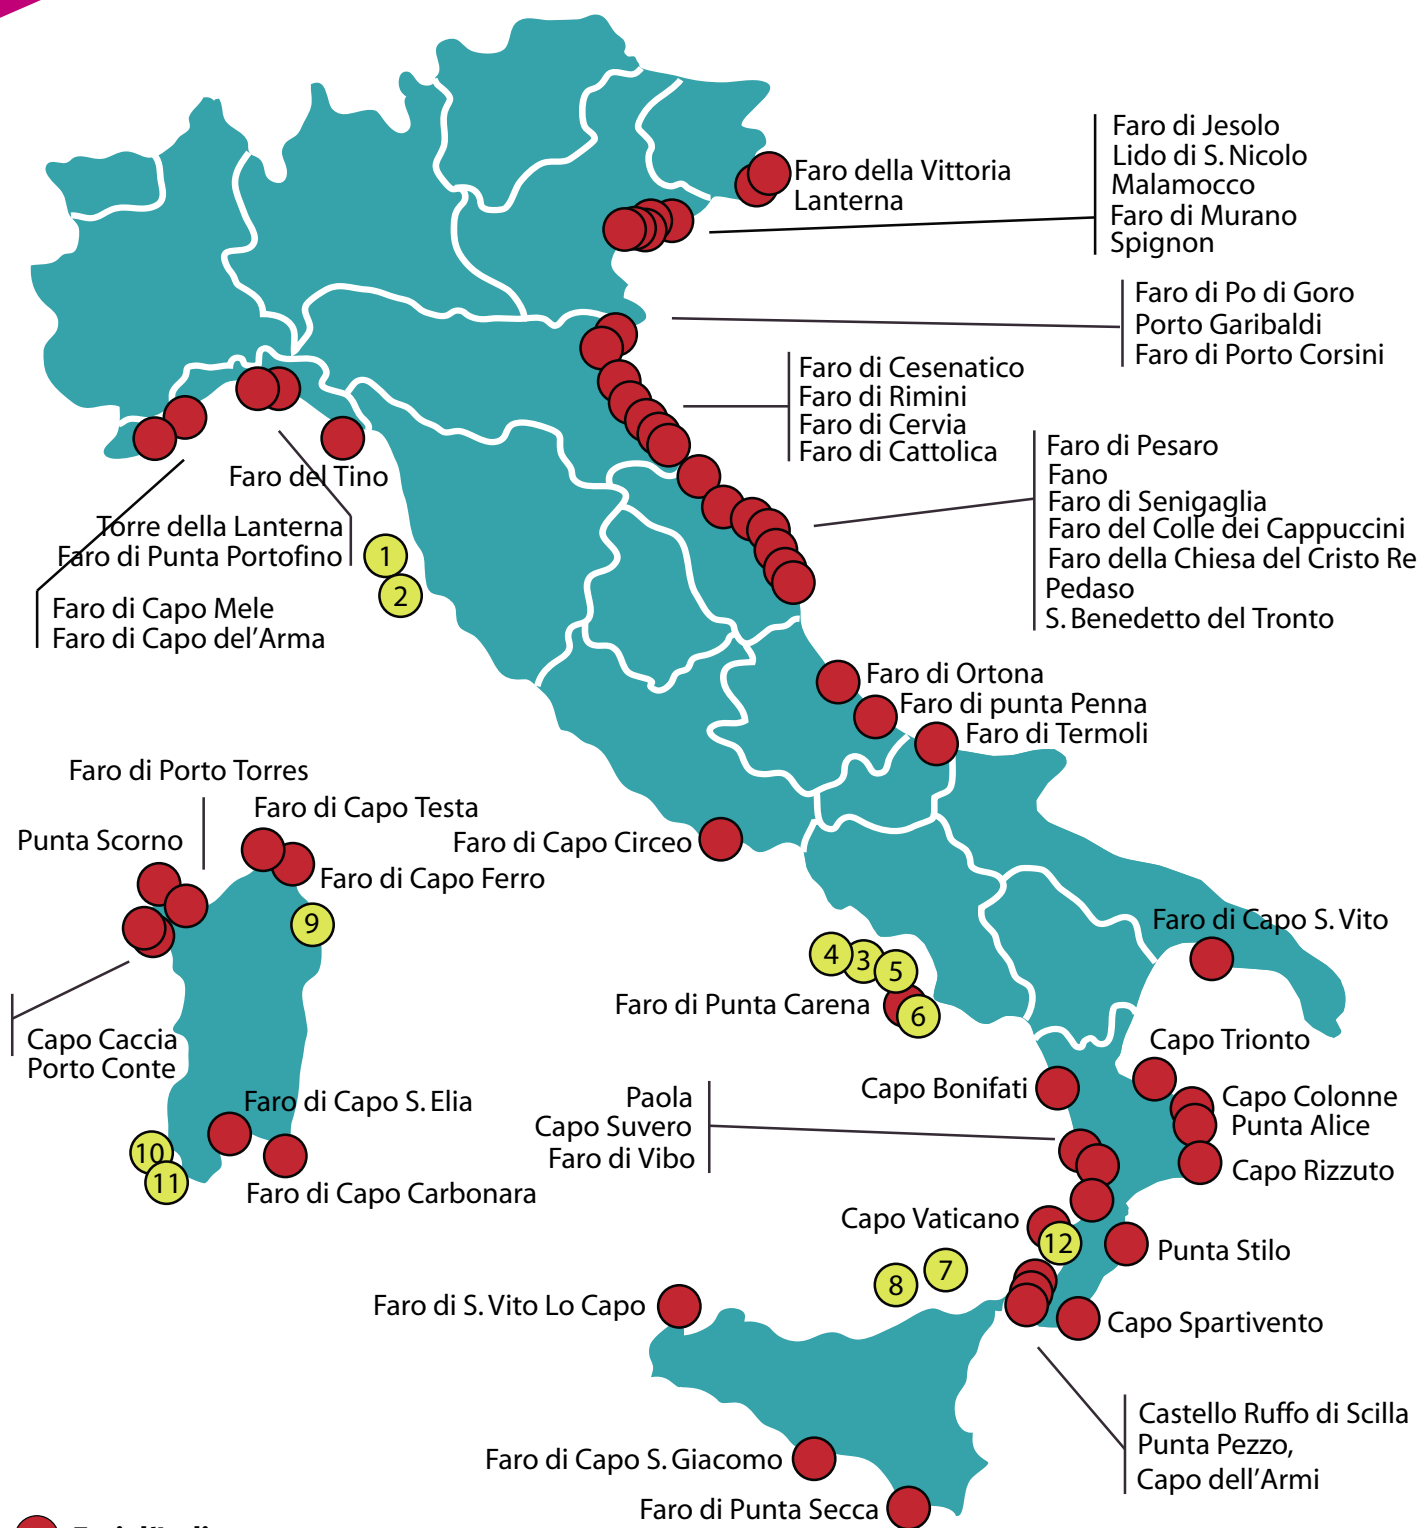 Faro di Jesolo
Lido di S. Nicolo
Malamocco
Faro di Murano
Spignon
Faro della Vittoria
Lanterna
Faro di Po di Goro
Porto Garibaldi
Faro di Porto Corsini
Faro di Cesenatico
Faro di Rimini
Faro di Cervia
Faro di Cattolica
Faro di Pesaro
Fano
Faro di Senigaglia
Faro del Colle dei Cappuccini
Faro della Chiesa del Cristo Re
Pedaso
S. Benedetto del Tronto
Faro del Tino
Torre della Lanterna
Faro di Punta Portofino
1
2
Faro di Capo Mele
Faro di Capo del'Arma
Faro di Ortona
Faro di punta Penna
Faro di Termoli
Faro di Porto Torres
Faro di Capo Testa
Punta Scorno
Faro di Capo Circeo
Faro di Capo Ferro
9
Faro di Capo S. Vito
4
3
5
6
Faro di Punta Carena
Capo Caccia
Porto Conte
Capo Trionto
Capo Bonifati
Capo Colonne
Punta Alice
Capo Rizzuto
Paola
Capo Suvero
Faro di Vibo
Faro di Capo S. Elia
10
11
Faro di Capo Carbonara
Capo Vaticano
12
Punta Stilo
7
8
Faro di S. Vito Lo Capo
Capo Spartivento
Castello Ruffo di Scilla
Punta Pezzo,
Capo dell'Armi
Faro di Capo S. Giacomo
Faro di Punta Secca